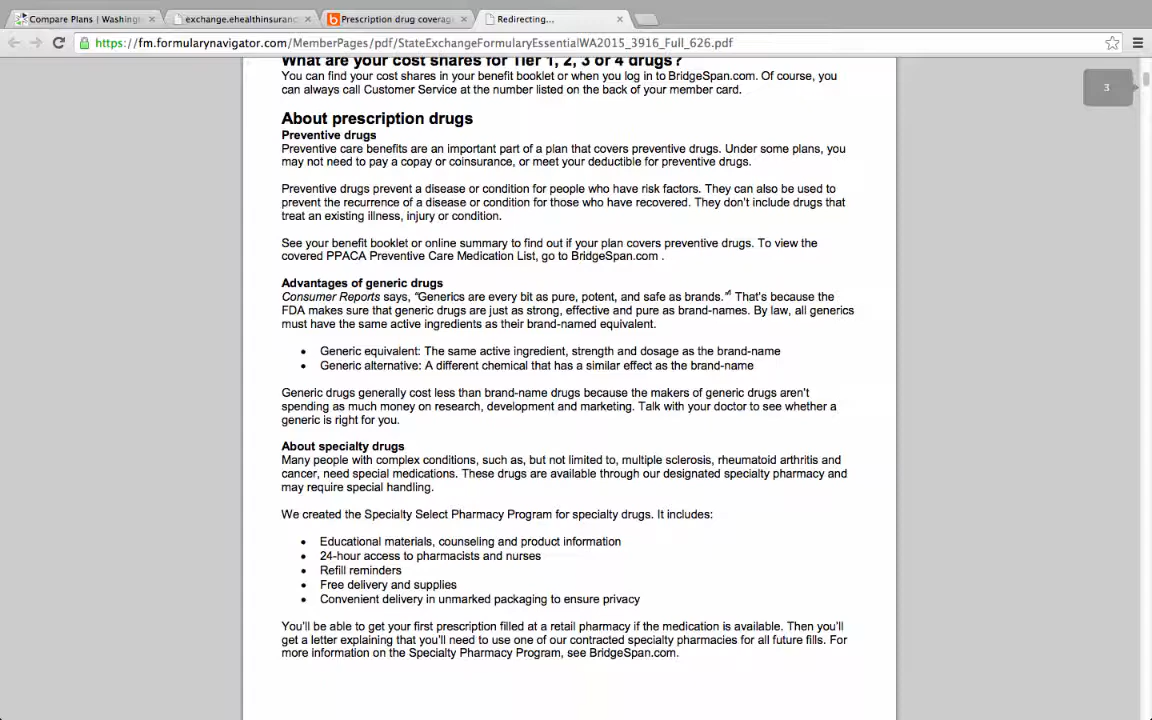 Compare Plans | Washing
exchange.ehealthinsuranc
Prescription drug coverage
Redirecting...
https://fm.formularynavigator.com/MemberPages/pdf/StateExchangeFormularyEssentialWA2015_3916_Full_626.pdf
What are your cost shares for Tier 1, 2, 3 or 4 drugs?
You can find your cost shares in your benefit booklet or when you log in to BridgeSpan.com. Of course, you
can always call Customer Service at the number listed on the back of your member card.
3
About prescription drugs
Preventive drugs
Preventive care benefits are an important part of a plan that covers preventive drugs. Under some plans, you
may not need to pay a copay or coinsurance, or meet your deductible for preventive drugs.
Preventive drugs prevent a disease or condition for people who have risk factors. They can also be used to
prevent the recurrence of a disease or condition for those who have recovered. They don't include drugs that
treat an existing illness, injury or condition.
See your benefit booklet or online summary to find out if your plan covers preventive drugs. To view the
covered PPACA Preventive Care Medication List, go to BridgeSpan.com .
Advantages of generic drugs
Consumer Reports says, "Generics are every bit as pure, potent, and safe as brands." That's because the
FDA makes sure that generic drugs are just as strong, effective and pure as brand-names. By law, all generics
must have the same active ingredients as their brand-named equivalent.
• Generic equivalent: The same active ingredient, strength and dosage as the brand-name
• Generic alternative: A different chemical that has a similar effect as the brand-name
Generic drugs generally cost less than brand-name drugs because the makers of generic drugs aren't
spending as much money on research, development and marketing. Talk with your doctor to see whether a
generic is right for you.
About specialty drugs
Many people with complex conditions, such as, but not limited to, multiple sclerosis, rheumatoid arthritis and
cancer, need special medications. These drugs are available through our designated specialty pharmacy and
may require special handling.
We created the Specialty Select Pharmacy Program for specialty drugs. It includes:
• Educational materials, counseling and product information
• 24-hour access to pharmacists and nurses
• Refill reminders
• Free delivery and supplies
• Convenient delivery in unmarked packaging to ensure privacy
You'll be able to get your first prescription filled at a retail pharmacy if the medication is available. Then you'll
get a letter explaining that you'll need to use one of our contracted specialty pharmacies for all future fills. For
more information on the Specialty Pharmacy Program, see BridgeSpan.com.